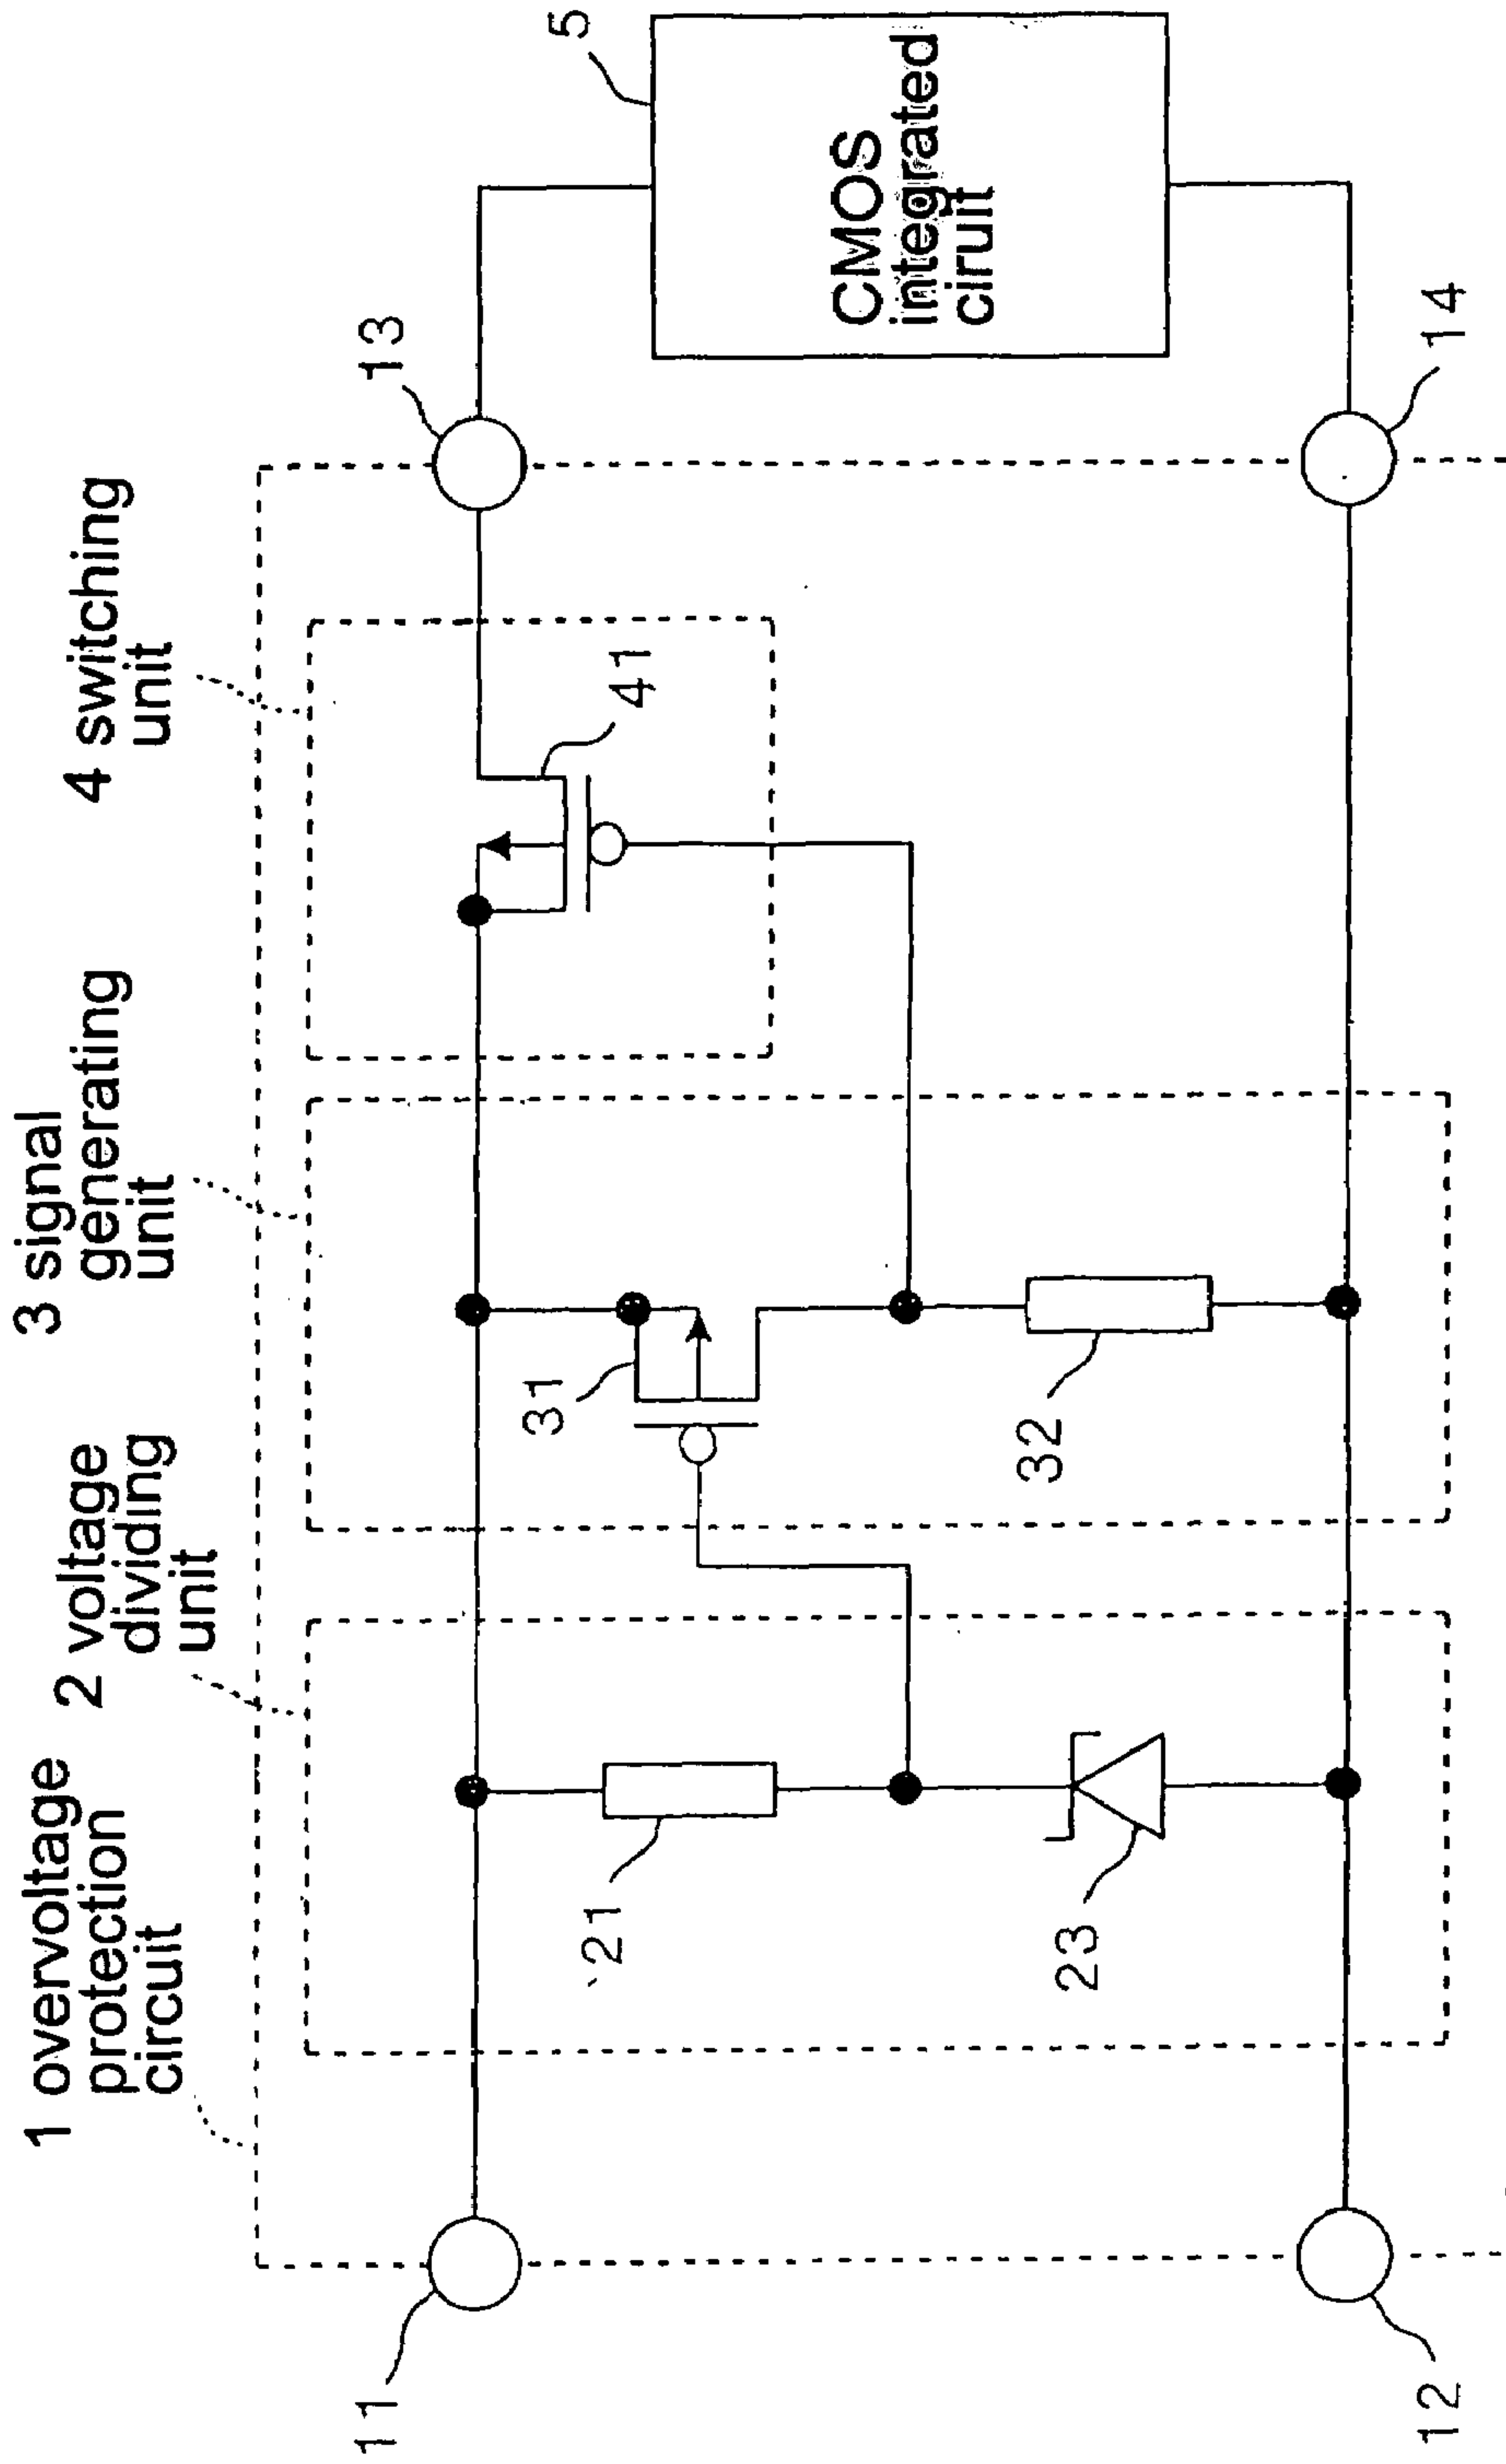 1 overvoltage
protection
circuit
2 voltage
dividing
unit
3 signal
generating
unit
4 switching
unit
11
13
5
41
31
21
32
23
CMOS
integrated
ciruit
12
14